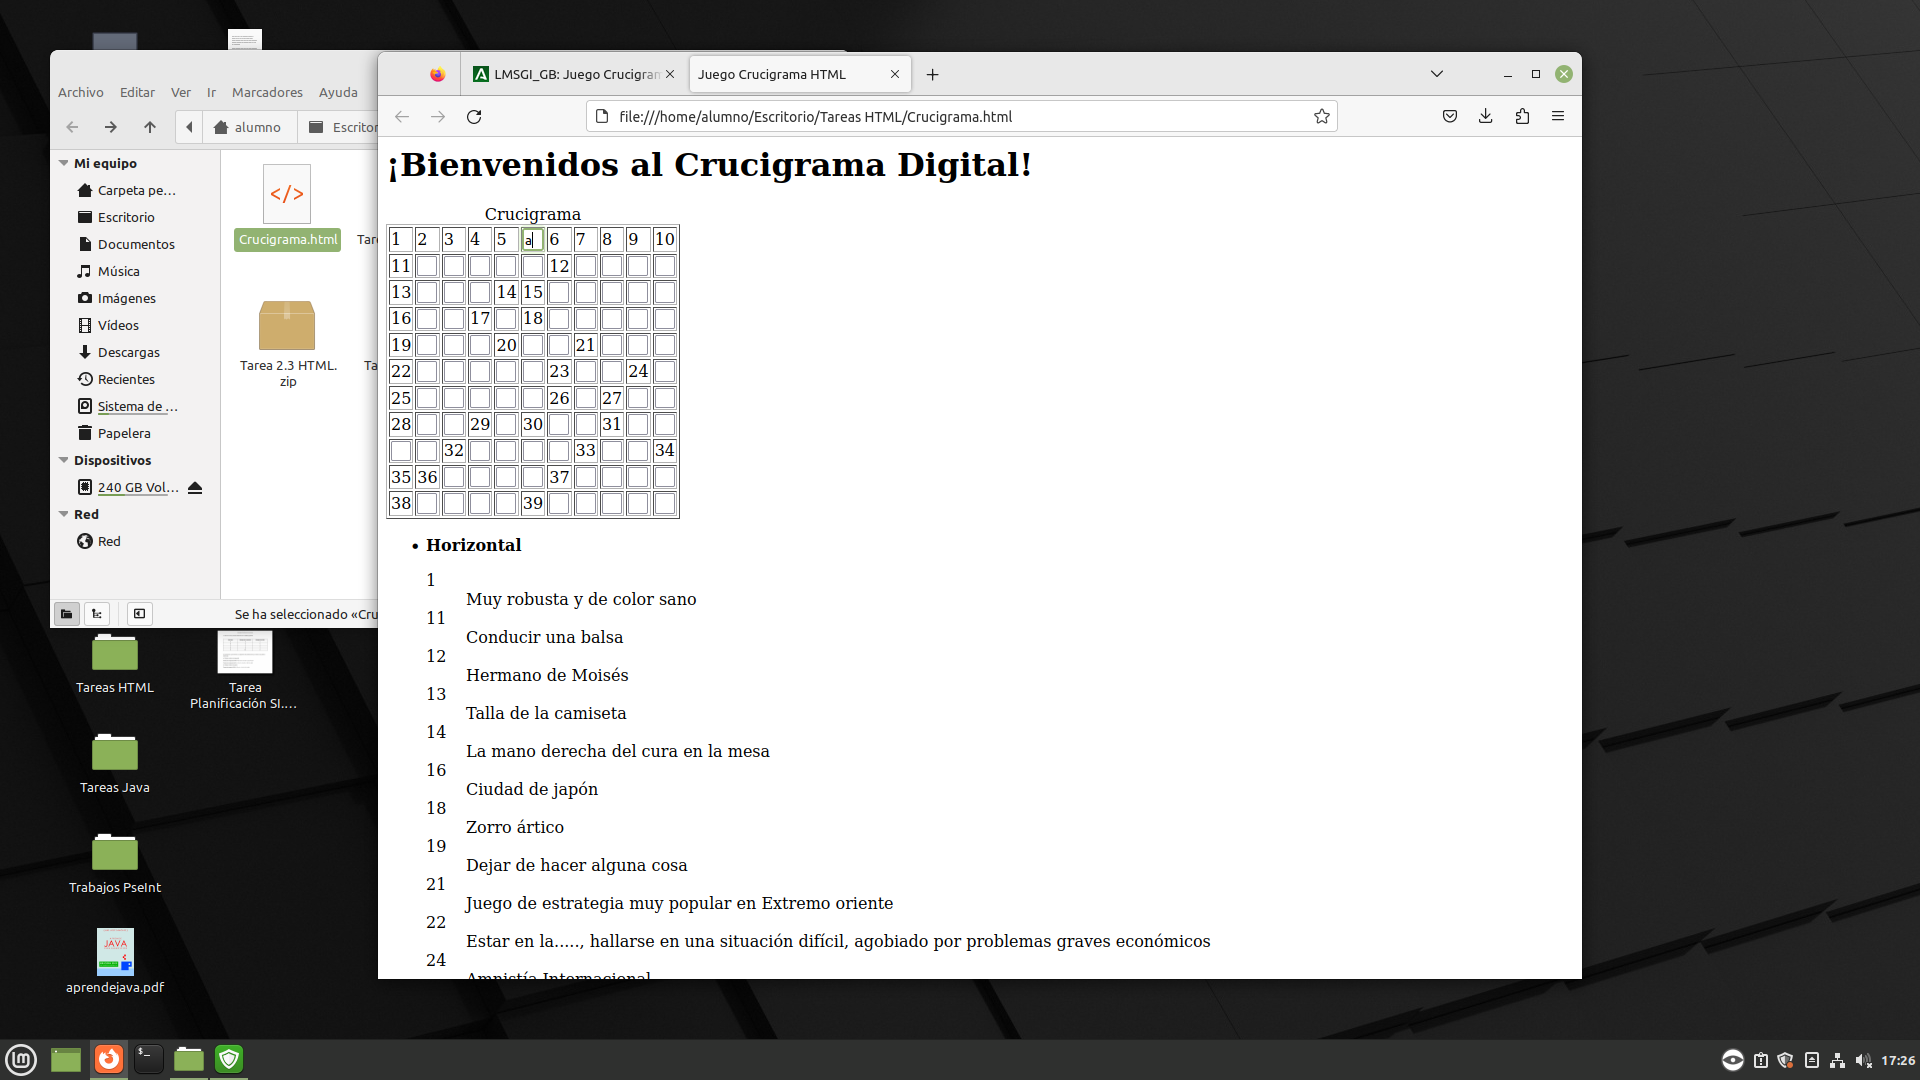 Archivo Editar Ver Ir Marcadores Ayuda
alumno
Escritor
Mi equipo
Carpeta pe...
Escritorio
Documentos
Música
Imágenes
Vídeos
Descargas
Recientes
Sistema de ...
Papelera
Dispositivos
240 GB Vol...
Red
Red
Crucigrama.html
Tare
Tarea 2.3 HTML.
zip
Ta
Se ha seleccionado «Cru
Tareas HTML
Tarea
Planificación SI....
Tareas Java
Trabajos PseInt
JAVA
aprendejava.pdf
LMSGI_GB: Juego Crucigram
Juego Crucigrama HTML
file:///home/alumno/Escritorio/Tareas HTML/Crucigrama.html
¡Bienvenidos al Crucigrama Digital!
Crucigrama
1 2 3 4 5 a 6 7 8 9 10
11 12
13 14 15
16 17 18
19 20 21
22 23 24
25 26 27
28 29 30 31
32 33 34
35 36 37
38 39
• Horizontal
1
Muy robusta y de color sano
11
Conducir una balsa
12
Hermano de Moisés
13
Talla de la camiseta
14
La mano derecha del cura en la mesa
16
Ciudad de japón
18
Zorro ártico
19
Dejar de hacer alguna cosa
21
Juego de estrategia muy popular en Extremo oriente
22
Estar en la....., hallarse en una situación difícil, agobiado por problemas graves económicos
24
Amnistía Internacional
17:26